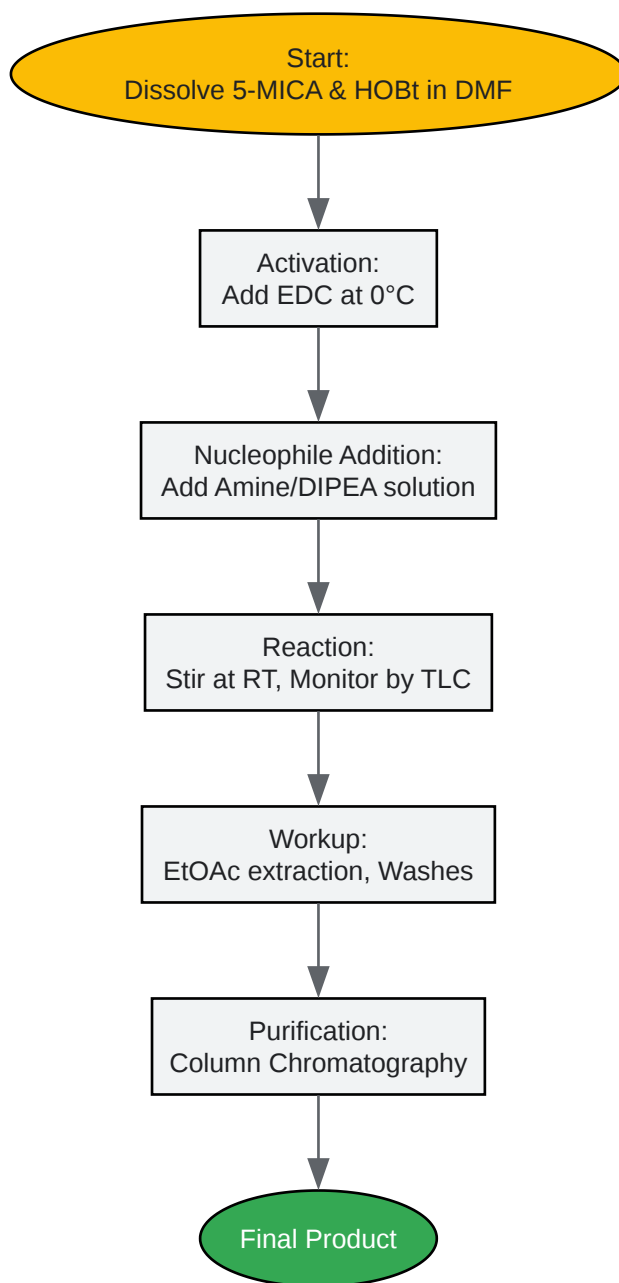 Start:
Dissolve 5-MICA & HOBt in DMF
Activation:
Add EDC at 0°C
Nucleophile Addition:
Add Amine/DIPEA solution
Reaction:
Stir at RT, Monitor by TLC
Workup:
EtOAc extraction, Washes
Purification:
Column Chromatography
Final Product